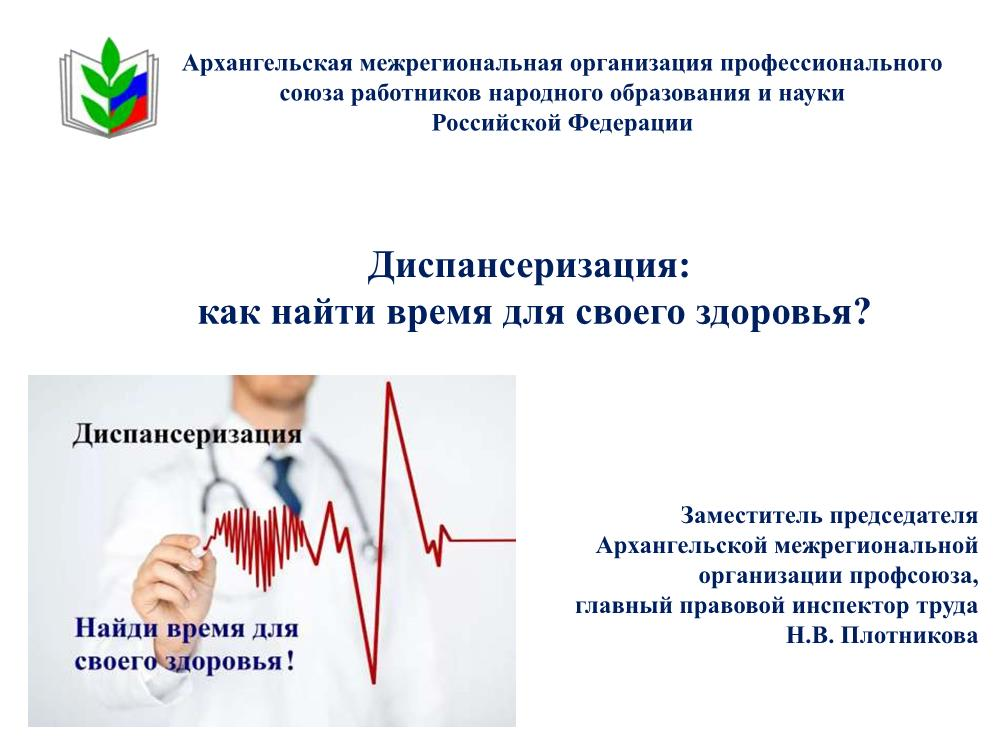 Архангельская межрегиональная организация профессионального
союза работников народного образования и науки
Российской Федерации
Диспансеризация:
как найти время для своего здоровья?
Диспансеризация
Найди время для
своего здоровья!
Заместитель председателя
Архангельской межрегиональной
организации профсоюза,
главный правовой инспектор труда
Н.В. Плотникова